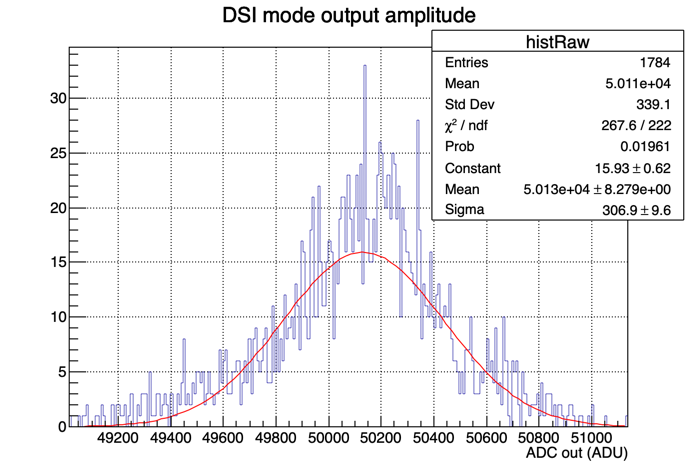 DSI mode output amplitude
histRaw
Entries 1784
Mean 5.011e+04
Std Dev 339.1
χ² / ndf 267.6 / 222
Prob 0.01961
Constant 15.93 ± 0.62
Mean 5.013e+04 ± 8.279e+00
Sigma 306.9 ± 9.6
30
25
20
15
10
5
0
49200 49400 49600 49800 50000 50200 50400 50600 50800 51000
ADC out (ADU)